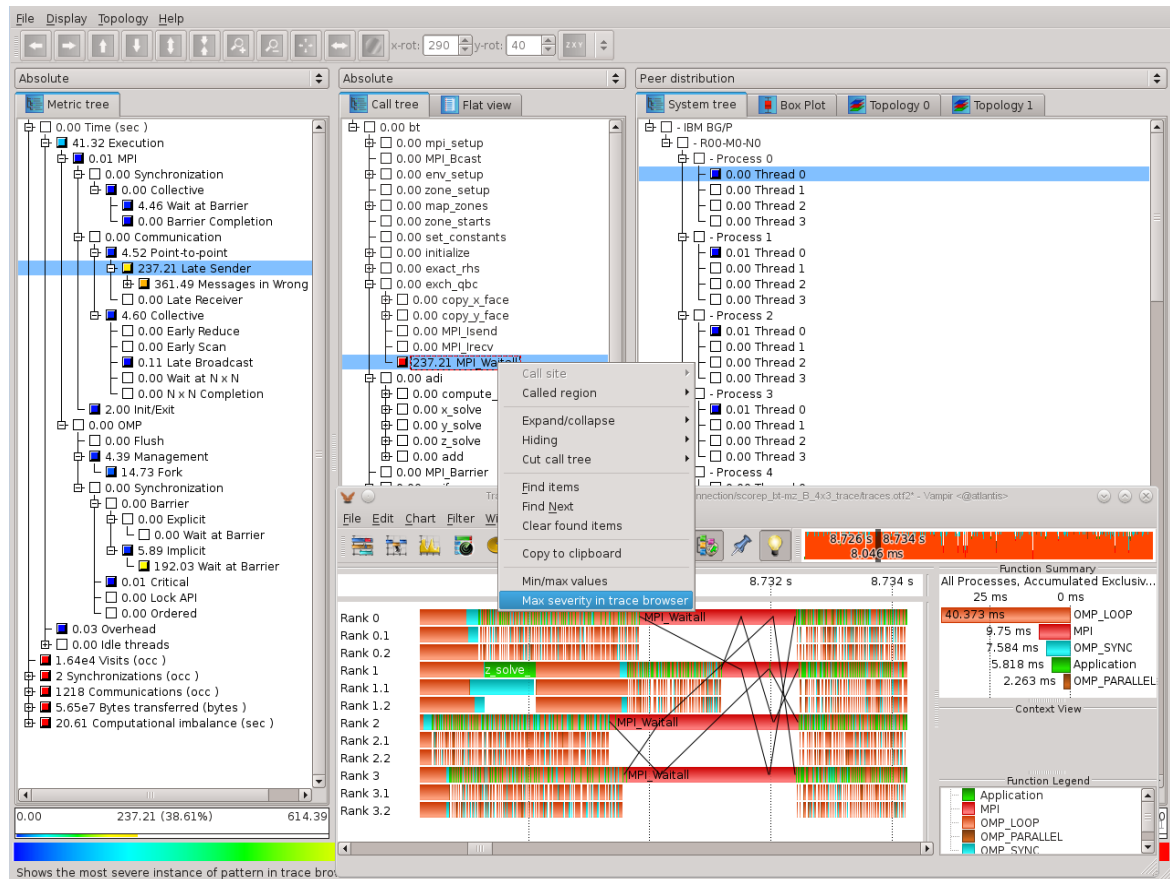 File Display Topology Help
x-rot: 290 y-rot: 40
Absolute
Metric tree
0.00 Time (sec )
41.32 Execution
0.01 MPI
0.00 Synchronization
0.00 Collective
4.46 Wait at Barrier
0.00 Barrier Completion
0.00 Communication
4.52 Point-to-point
237.21 Late Sender
361.49 Messages in Wrong
0.00 Late Receiver
4.60 Collective
0.00 Early Reduce
0.00 Early Scan
0.11 Late Broadcast
0.00 Wait at N x N
0.00 N x N Completion
2.00 Init/Exit
0.00 OMP
0.00 Flush
4.39 Management
14.73 Fork
0.00 Synchronization
0.00 Barrier
0.00 Explicit
0.00 Wait at Barrier
5.89 Implicit
192.03 Wait at Barrier
0.01 Critical
0.00 Lock API
0.00 Ordered
0.03 Overhead
0.00 Idle threads
1.64e4 Visits (occ )
2 Synchronizations (occ )
1218 Communications (occ )
5.65e7 Bytes transferred (bytes )
20.61 Computational imbalance (sec )
0.00 237.21 (38.61%) 614.39
Shows the most severe instance of pattern in trace brow
Absolute
Call tree Flat view
0.00 bt
0.00 mpi_setup
0.00 MPI_Bcast
0.00 env_setup
0.00 zone_setup
0.00 map_zones
0.00 zone_starts
0.00 set_constants
0.00 initialize
0.00 exact_rhs
0.00 exch_qbc
0.00 copy_x_face
0.00 copy_y_face
0.00 MPI_Isend
0.00 MPI_Irecv
237.21 MPI_Waitall
0.00 adi
0.00 compute_
0.00 x_solve
0.00 y_solve
0.00 z_solve
0.00 add
0.00 MPI_Barrier
Peer distribution
System tree Box Plot Topology 0 Topology 1
- IBM BG/P
- R00-M0-N0
- Process 0
0.00 Thread 0
0.00 Thread 1
0.00 Thread 2
0.00 Thread 3
- Process 1
0.01 Thread 0
0.00 Thread 1
0.00 Thread 2
0.00 Thread 3
- Process 2
0.01 Thread 0
0.00 Thread 1
0.00 Thread 2
0.00 Thread 3
- Process 3
0.01 Thread 0
0.00 Thread 1
0.00 Thread 2
0.00 Thread 3
- Process 4
Call site
Called region
Expand/collapse
Hiding
Cut call tree
Find items
Find Next
Clear found items
Copy to clipboard
Min/max values
Max severity in trace browser
nnection/scorep_bt-mz_B_4x3_trace/traces.otf2* - Vampir <@atlantis>
File Edit Chart Filter
8.726 s 8.734 s
8.046 ms
8.732 s 8.734 s
Rank 0 MPI_Waitall
Rank 0.1
Rank 0.2
Rank 1 z_solve_
Rank 1.1
Rank 1.2
Rank 2 MPI_Waitall
Rank 2.1
Rank 2.2
Rank 3 MPI_Waitall
Rank 3.1
Rank 3.2
Function Summary
All Processes, Accumulated Exclusiv...
25 ms 0 ms
40.373 ms OMP_LOOP
9.75 ms MPI
7.584 ms OMP_SYNC
5.818 ms Application
2.263 ms OMP_PARALLEL
Context View
Function Legend
Application
MPI
OMP_LOOP
OMP_PARALLEL
OMP_SYNC